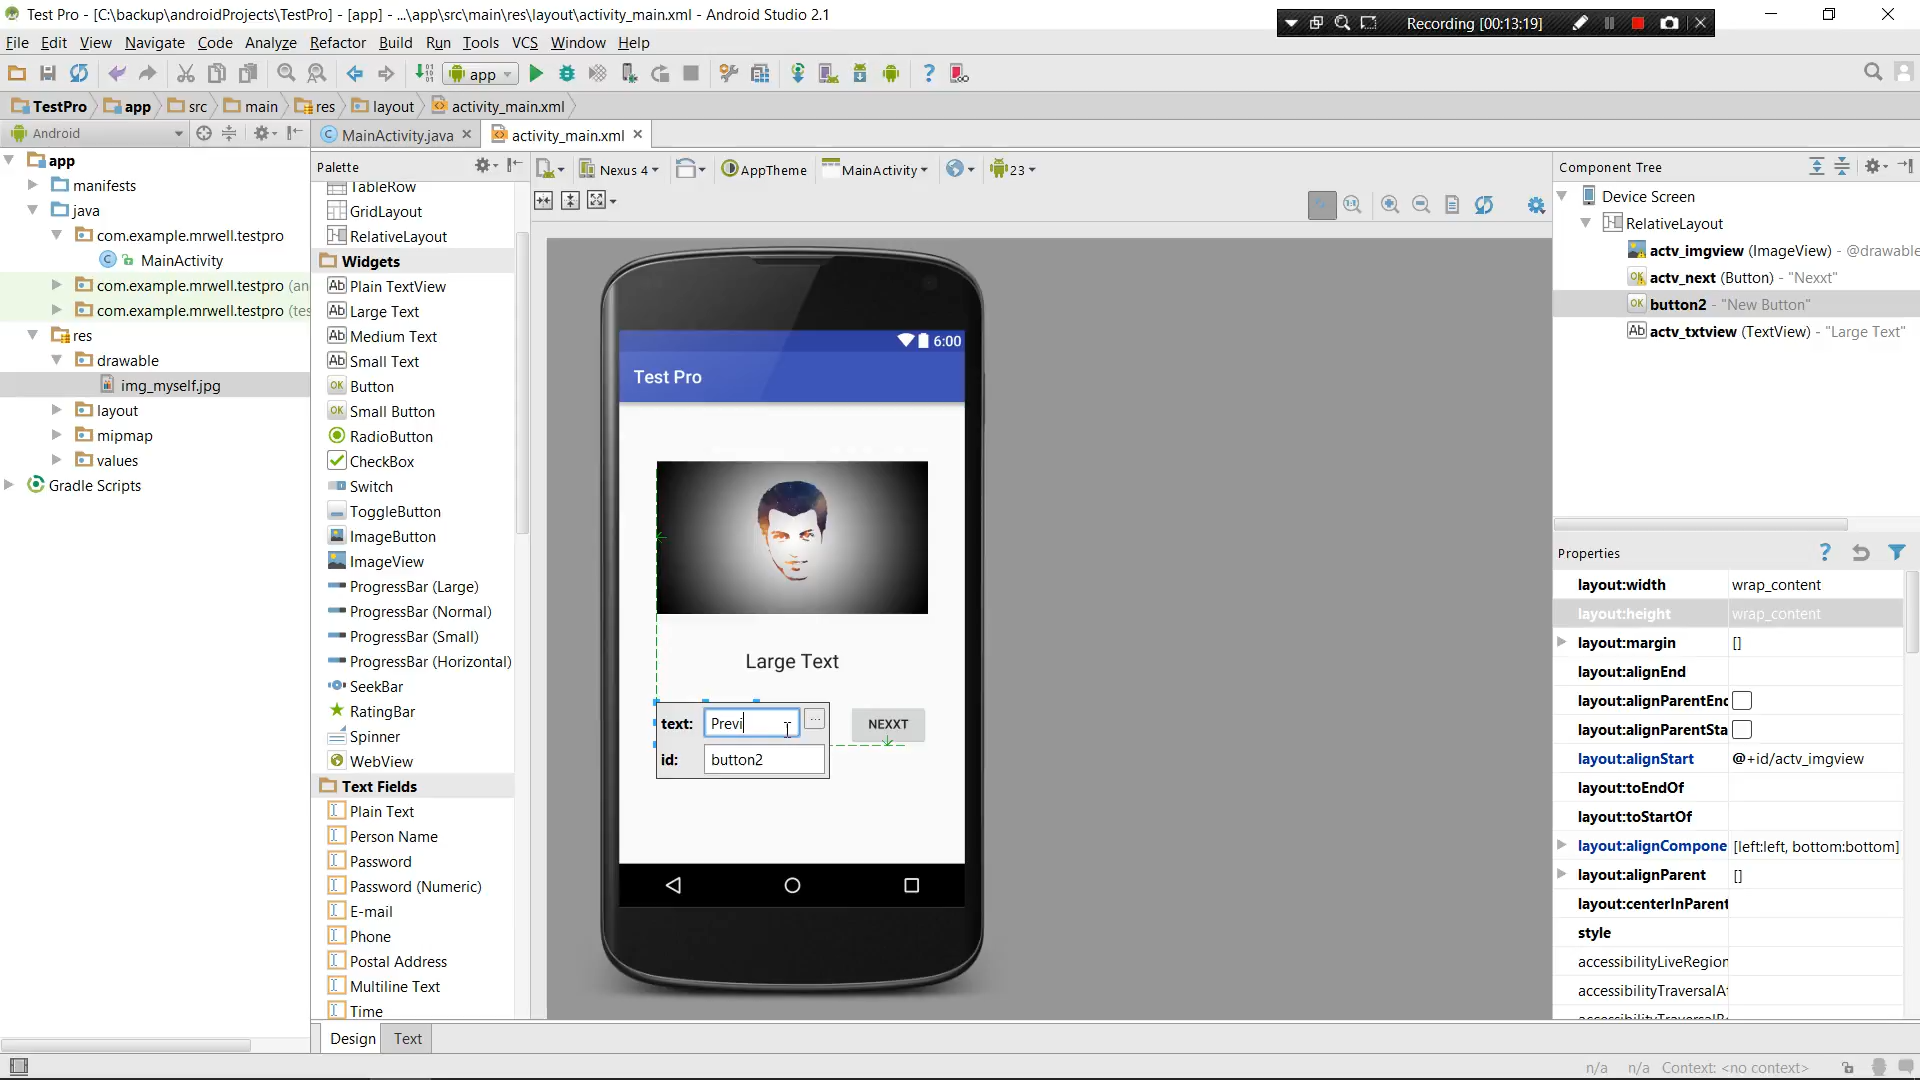 Test Pro - [C:\backup\androidProjects\TestPro] - [app] - ...\app\src\main\res\layout\activity_main.xml - Android Studio 2.1
Recording [00:13:19]
File Edit View Navigate Code Analyze Refactor Build Run Tools VCS Window Help
app
TestPro app src main res layout activity_main.xml
Android
MainActivity.java activity_main.xml
app
manifests
java
com.example.mrwell.testpro
MainActivity
com.example.mrwell.testpro (an
com.example.mrwell.testpro (tes
res
drawable
img_myself.jpg
layout
mipmap
values
Gradle Scripts
Palette
TableRow
GridLayout
RelativeLayout
Widgets
Plain TextView
Large Text
Medium Text
Small Text
Button
Small Button
RadioButton
CheckBox
Switch
ToggleButton
ImageButton
ImageView
ProgressBar (Large)
ProgressBar (Normal)
ProgressBar (Small)
ProgressBar (Horizontal)
SeekBar
RatingBar
Spinner
WebView
Text Fields
Plain Text
Person Name
Password
Password (Numeric)
E-mail
Phone
Postal Address
Multiline Text
Time
Design Text
Nexus 4 AppTheme MainActivity 23
6:00
Test Pro
Large Text
text: Previ
id: button2
NEXXT
Component Tree
Device Screen
RelativeLayout
actv_imgview (ImageView) - @drawable
actv_next (Button) - "Nexxt"
button2 - "New Button"
actv_txtview (TextView) - "Large Text"
Properties
layout:width wrap_content
layout:height wrap_content
layout:margin []
layout:alignEnd
layout:alignParentEnd
layout:alignParentSta
layout:alignStart @+id/actv_imgview
layout:toEndOf
layout:toStartOf
layout:alignCompone [left:left, bottom:bottom]
layout:alignParent []
layout:centerInParent
style
accessibilityLiveRegion
accessibilityTraversalA
n/a n/a Context: <no context>